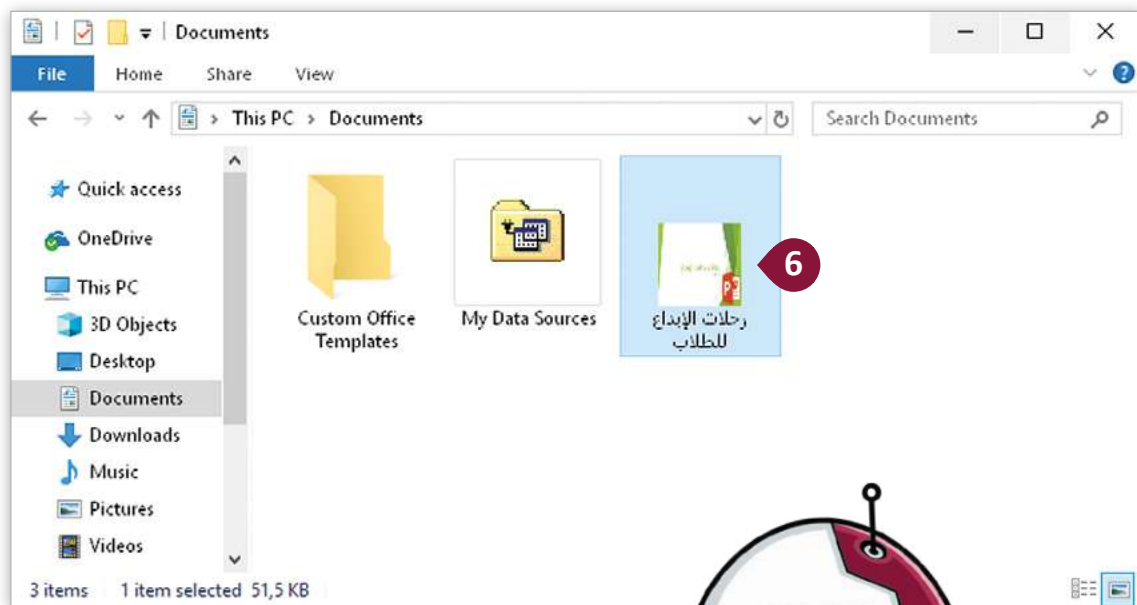 Documents
File Home Share View
This PC > Documents
Search Documents
Quick access
OneDrive
This PC
3D Objects
Desktop
Documents
Downloads
Music
Pictures
Videos
Custom Office
Templates
My Data Sources
رحلات الإبداع
للطلاب
6
3 items 1 item selected 51,5 KB